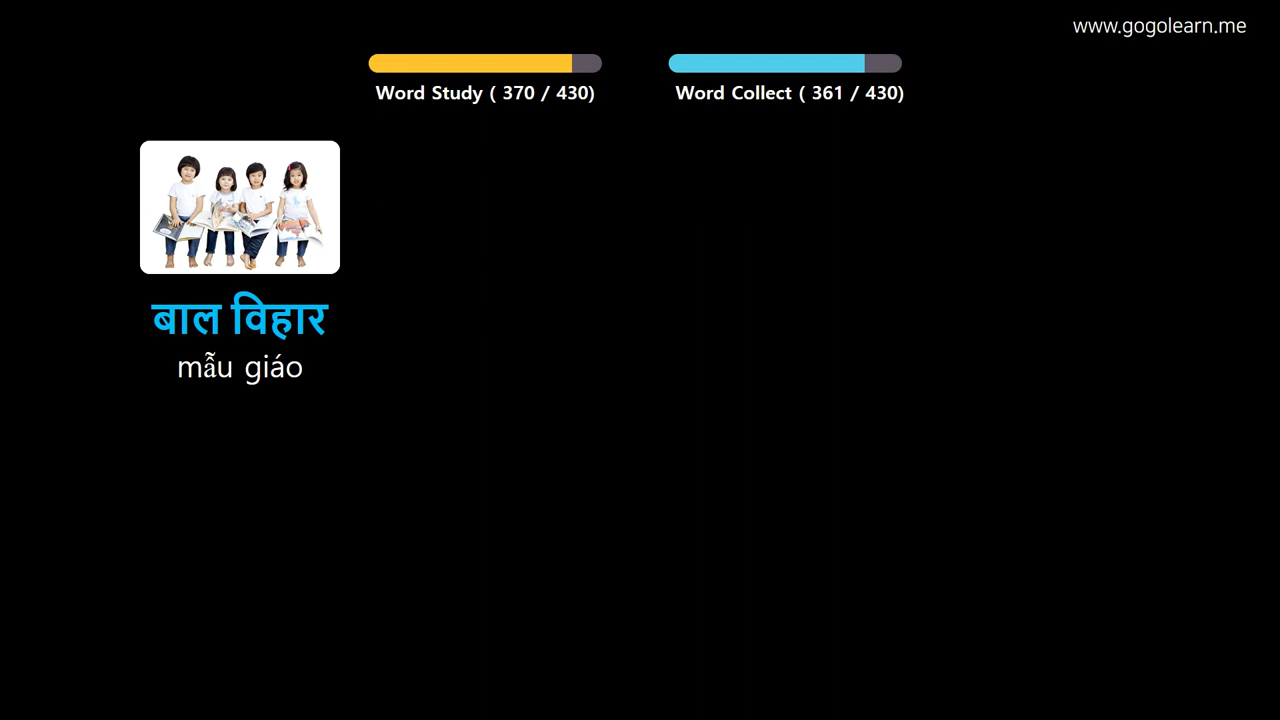 www.gogolearn.me
Word Study ( 370 / 430)
Word Collect ( 361 / 430)
बाल विहार
mẫu giáo